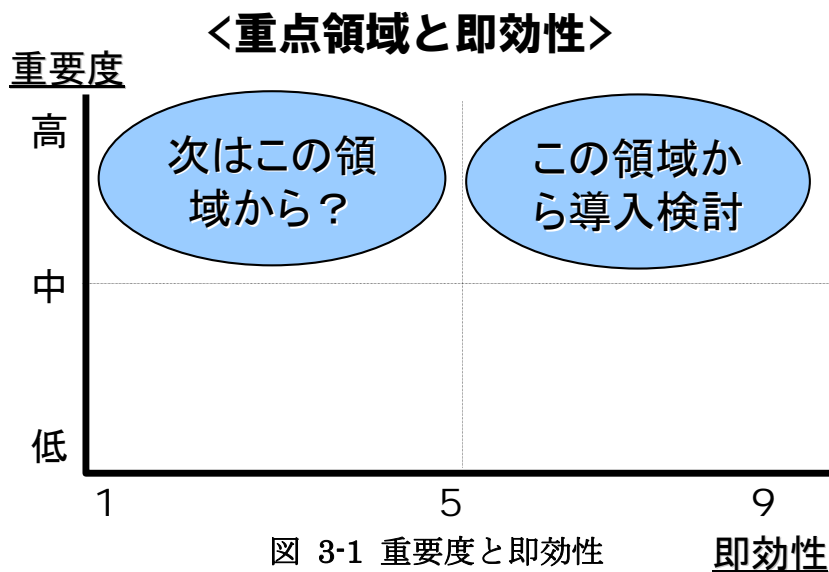 <重点領域と即効性>
重要度
高
次はこの領
域から？
この領域か
ら導入検討
中
低
1 5 9
図 3-1 重要度と即効性
即効性